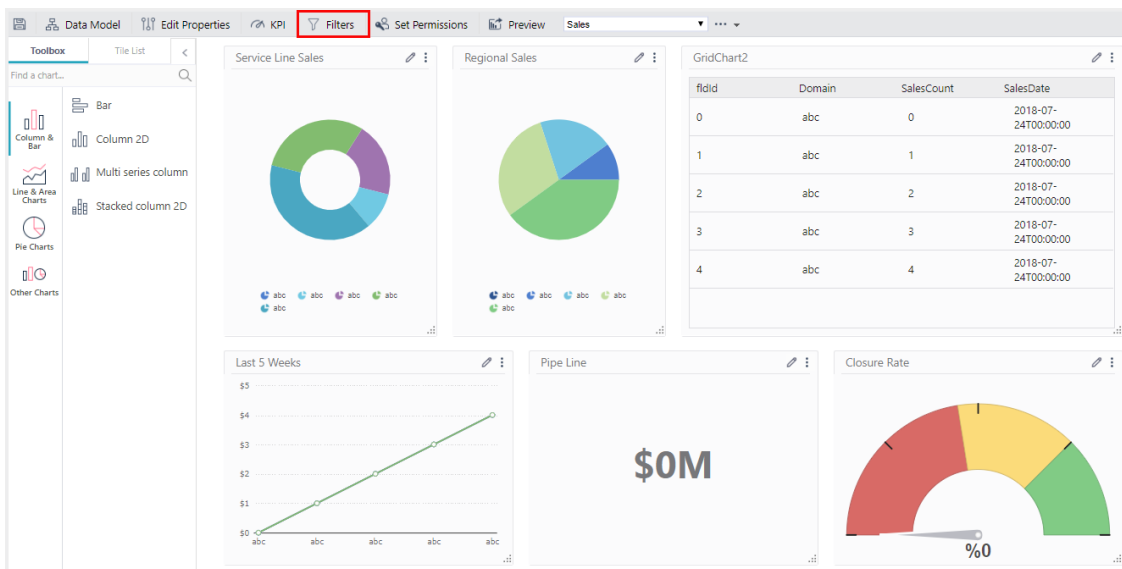 Data Model Edit Properties KPI Filters Set Permissions Preview Sales
Toolbox Tile List
Find a chart...
Column & Bar
Line & Area Charts
Pie Charts
Other Charts
Bar
Column 2D
Multi series column
Stacked column 2D
Service Line Sales
abc abc abc abc
abc
Regional Sales
abc abc abc abc
abc
GridChart2
fldId Domain SalesCount SalesDate
0 abc 0 2018-07-24T00:00:00
1 abc 1 2018-07-24T00:00:00
2 abc 2 2018-07-24T00:00:00
3 abc 3 2018-07-24T00:00:00
4 abc 4 2018-07-24T00:00:00
Last 5 Weeks
$5
$4
$3
$2
$1
$0
abc abc abc abc abc
Pipe Line
$0M
Closure Rate
%0